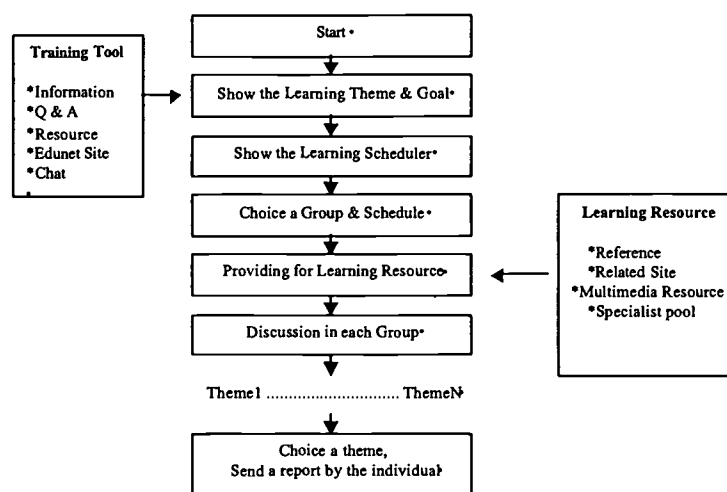 Training Tool
*Information
*Q & A
*Resource
*Edunet Site
*Chat
Start
Show the Learning Theme & Goal
Show the Learning Scheduler
Choice a Group & Schedule
Providing for Learning Resource
Discussion in each Group
Theme1 .............................. ThemeN
Choice a theme,
Send a report by the individual
Learning Resource
*Reference
*Related Site
*Multimedia Resource
*Specialist pool